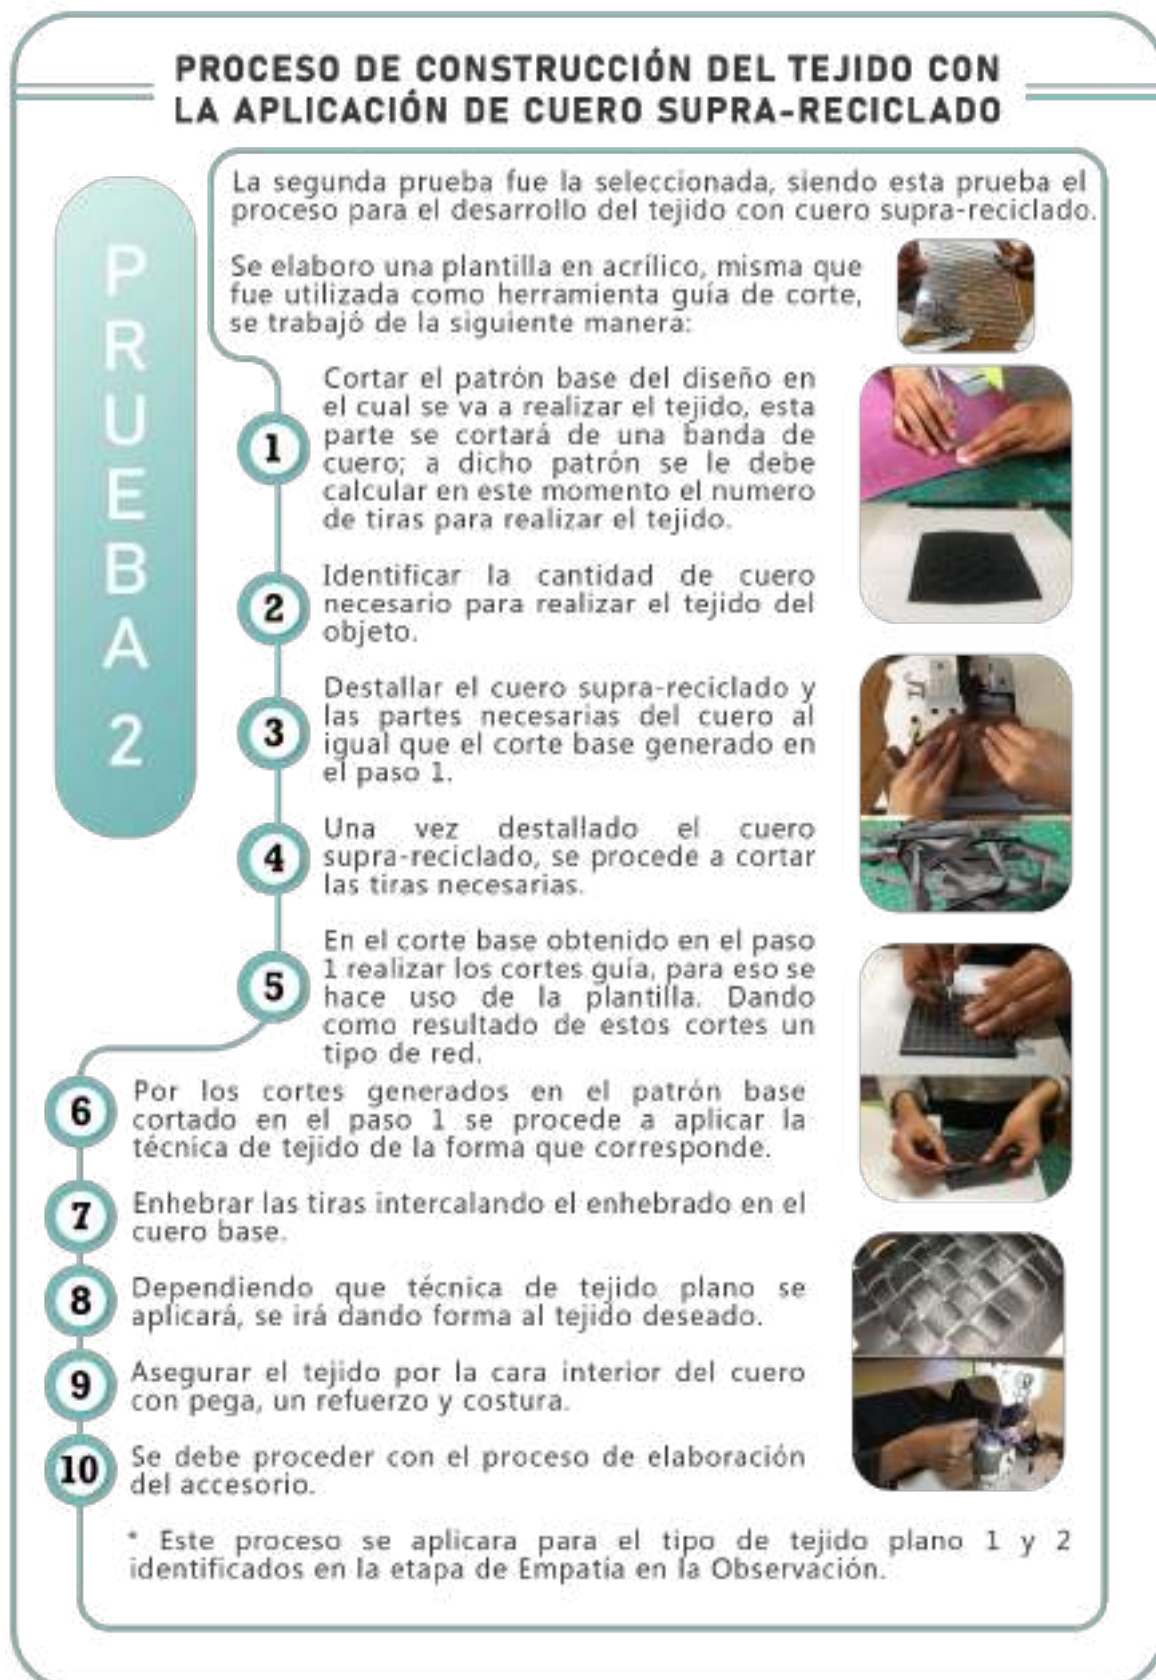 PROCESO DE CONSTRUCCIÓN DEL TEJIDO CON
LA APLICACIÓN DE CUERO SUPRA-RECICLADO
PRUEBA 2
La segunda prueba fue la seleccionada, siendo esta prueba el
proceso para el desarrollo del tejido con cuero supra-reciclado.
Se elaboro una plantilla en acrílico, misma que
fue utilizada como herramienta guía de corte,
se trabajó de la siguiente manera:
1
Cortar el patrón base del diseño en
el cual se va a realizar el tejido, esta
parte se cortará de una banda de
cuero; a dicho patrón se le debe
calcular en este momento el numero
de tiras para realizar el tejido.
2
Identificar la cantidad de cuero
necesario para realizar el tejido del
objeto.
3
Destallar el cuero supra-reciclado y
las partes necesarias del cuero al
igual que el corte base generado en
el paso 1.
4
Una vez destallado el cuero
supra-reciclado, se procede a cortar
las tiras necesarias.
5
En el corte base obtenido en el paso
1 realizar los cortes guía, para eso se
hace uso de la plantilla. Dando
como resultado de estos cortes un
tipo de red.
6
Por los cortes generados en el patrón base
cortado en el paso 1 se procede a aplicar la
técnica de tejido de la forma que corresponde.
7
Enhebrar las tiras intercalando el enhebrado en el
cuero base.
8
Dependiendo que técnica de tejido plano se
aplicará, se irá dando forma al tejido deseado.
9
Asegurar el tejido por la cara interior del cuero
con pega, un refuerzo y costura.
10
Se debe proceder con el proceso de elaboración
del accesorio.
* Este proceso se aplicara para el tipo de tejido plano 1 y 2
identificados en la etapa de Empatía en la Observación.